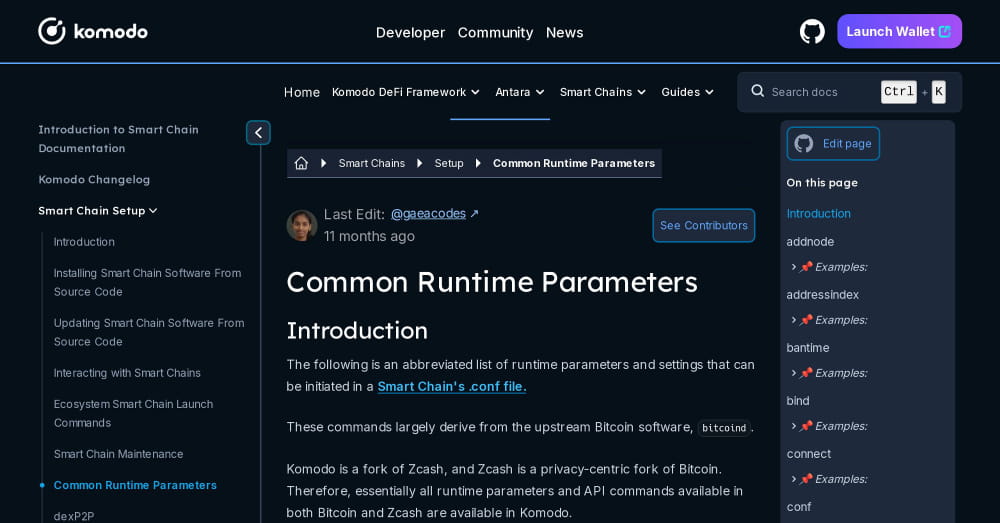 komodo
Developer Community News
Launch Wallet
Home Komodo DeFi Framework Antara Smart Chains Guides
Search docs Ctrl + K
Introduction to Smart Chain
Documentation
Komodo Changelog
Smart Chain Setup
Introduction
Installing Smart Chain Software From
Source Code
Updating Smart Chain Software From
Source Code
Interacting with Smart Chains
Ecosystem Smart Chain Launch
Commands
Smart Chain Maintenance
Common Runtime Parameters
dexP2P
Smart Chains Setup Common Runtime Parameters
Last Edit: @gaeacodes ↗
11 months ago
See Contributors
Common Runtime Parameters
Introduction
The following is an abbreviated list of runtime parameters and settings that can
be initiated in a Smart Chain's .conf file.
These commands largely derive from the upstream Bitcoin software, bitcoind.
Komodo is a fork of Zcash, and Zcash is a privacy-centric fork of Bitcoin.
Therefore, essentially all runtime parameters and API commands available in
both Bitcoin and Zcash are available in Komodo.
Edit page
On this page
Introduction
addnode
📌 Examples:
addressindex
📌 Examples:
bantime
📌 Examples:
bind
📌 Examples:
connect
📌 Examples:
conf